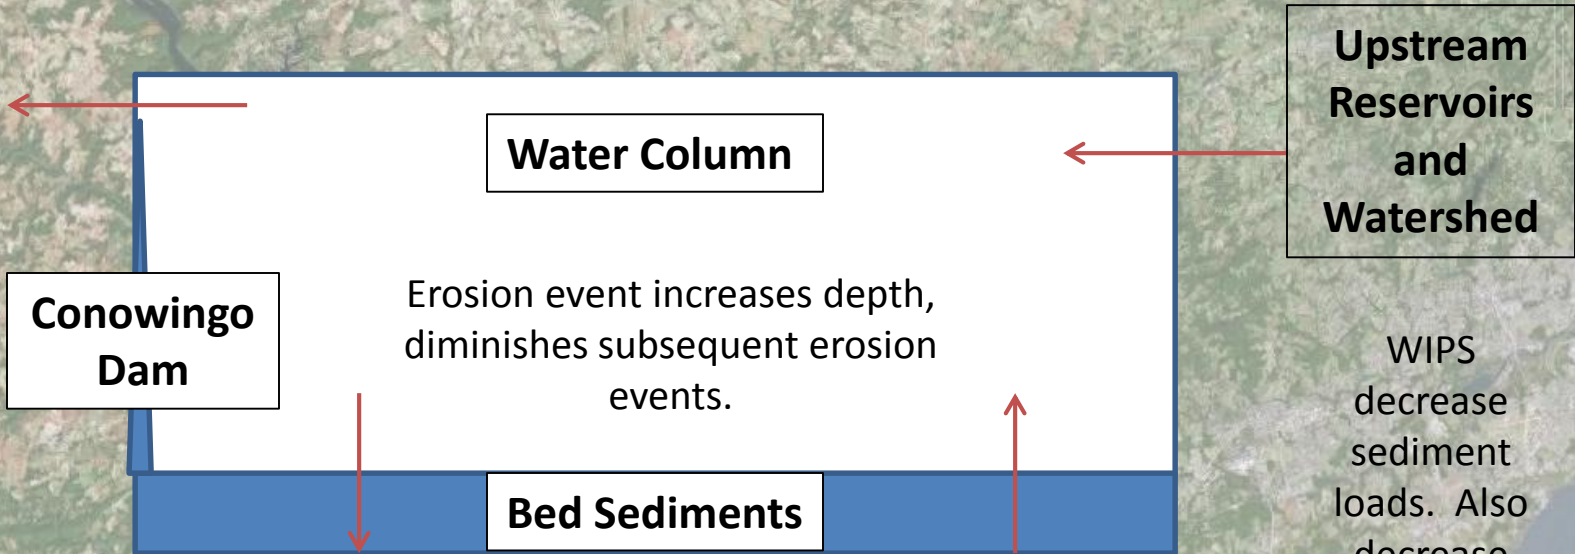 Upstream
Reservoirs
and
Watershed
Water Column
Conowingo
Dam
Erosion event increases depth,
diminishes subsequent erosion
events.
WIPS
decrease
sediment
loads.  Also
decrease
Bed Sediments